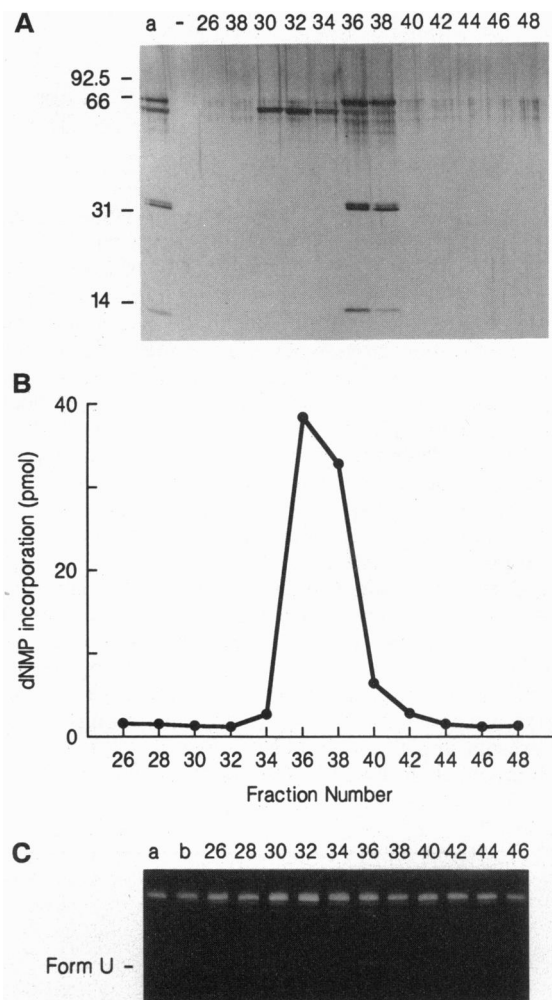 A
a - 26 38 30 32 34 36 38 40 42 44 46 48
92.5 –
66 –
31 –
14 –
B
40
20
0
dNMP incorporation (pmol)
26 28 30 32 34 36 38 40 42 44 46 48
Fraction Number
C
a b 26 28 30 32 34 36 38 40 42 44 46
Form U –